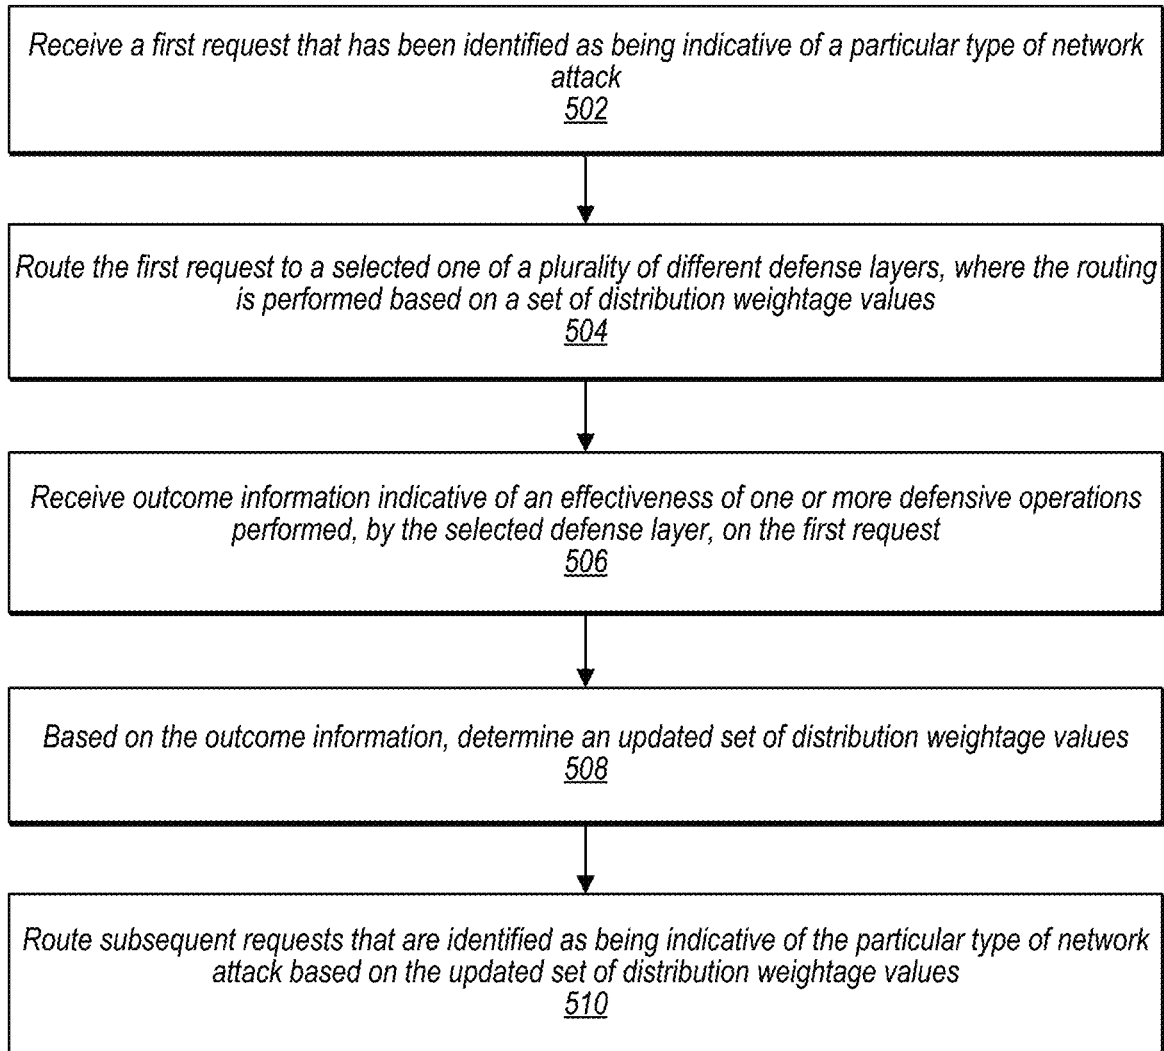 Receive a first request that has been identified as being indicative of a particular type of network
attack
502
Route the first request to a selected one of a plurality of different defense layers, where the routing
is performed based on a set of distribution weightage values
504
Receive outcome information indicative of an effectiveness of one or more defensive operations
performed, by the selected defense layer, on the first request
506
Based on the outcome information, determine an updated set of distribution weightage values
508
Route subsequent requests that are identified as being indicative of the particular type of network
attack based on the updated set of distribution weightage values
510